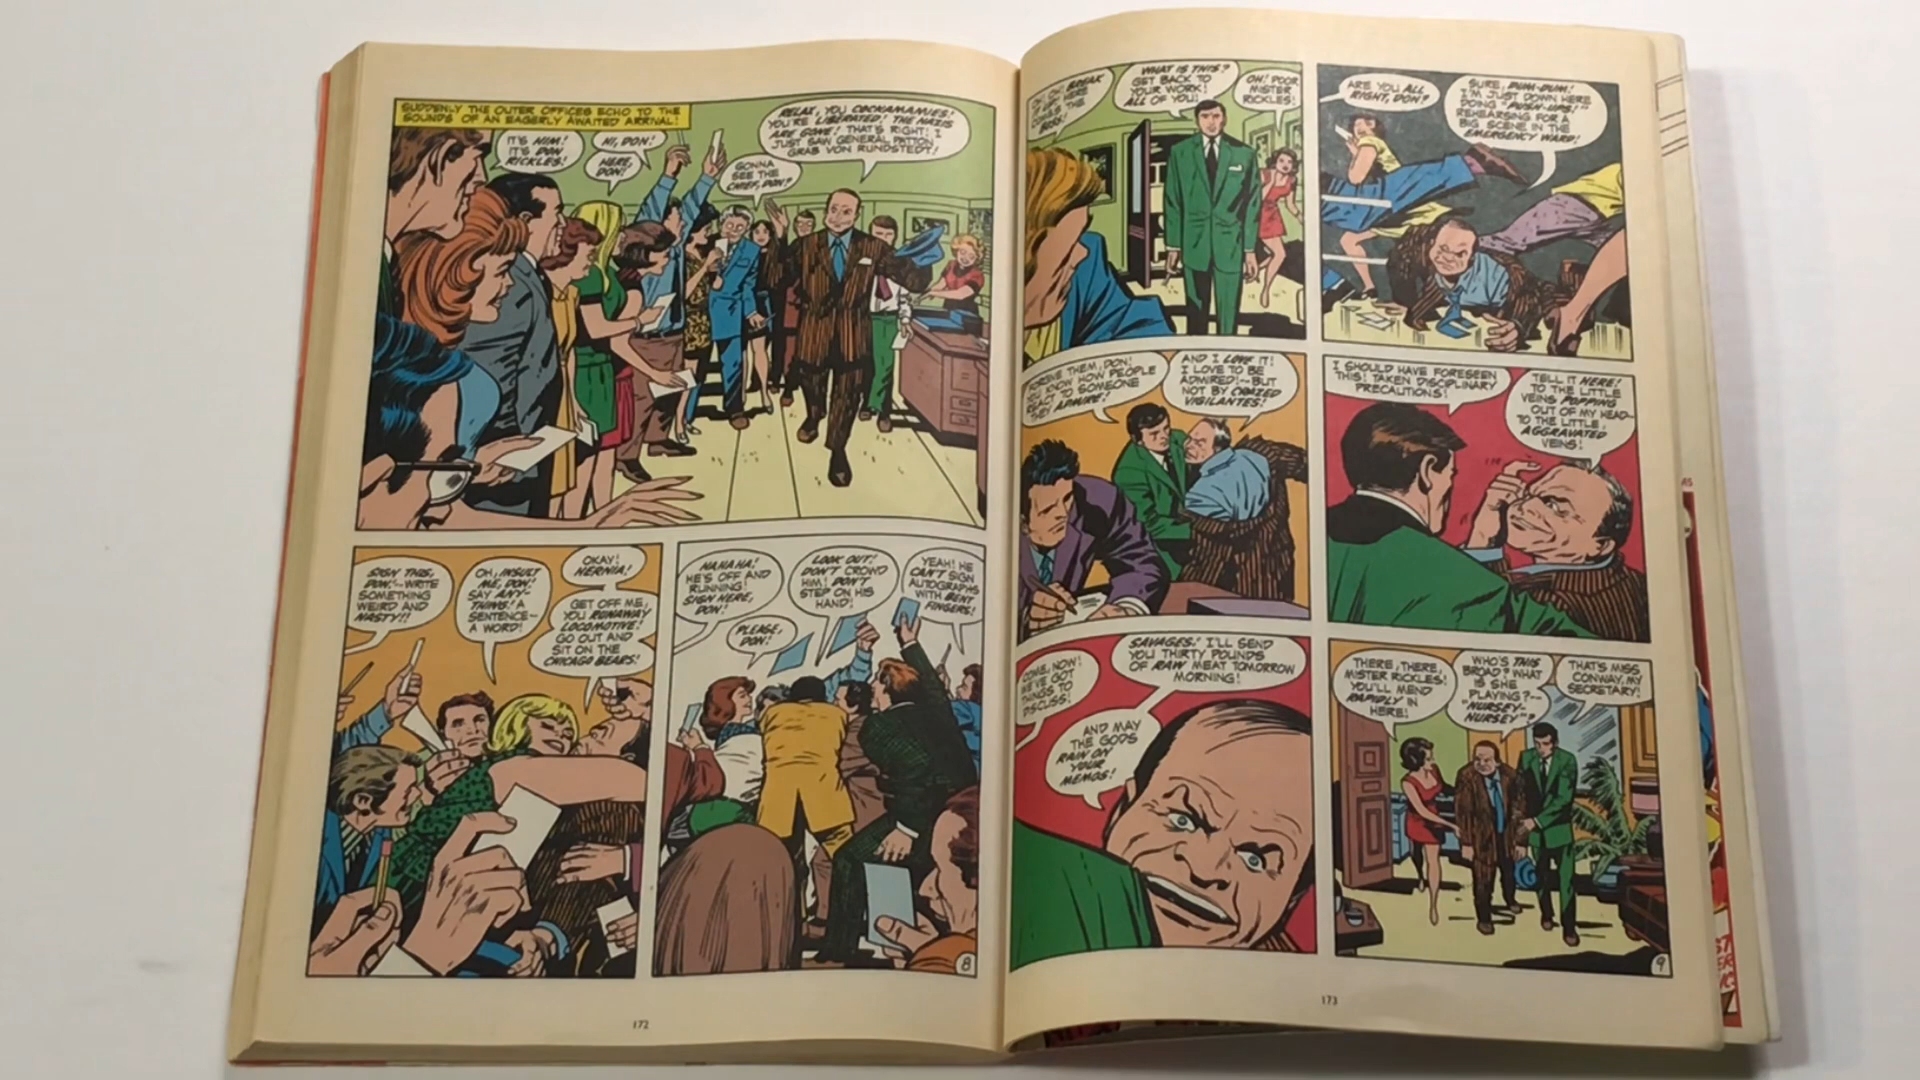 SUDDENLY THE OUTER OFFICES ECHO TO THE
SOUNDS OF AN EAGERLY AWAITED ARRIVAL!
IT'S HIM!
IT'S DON
RICKLES!
HI, DON!
HERE,
DON!
GONNA
SEE THE
CHIEF, DON?
RELAX, YOU COCKAMAMIES!
YOU'RE LIBERATED! THE NAZIS
ARE GONE! THAT'S RIGHT! I
JUST SAW GENERAL PATTON
GRAB VON RUNDSTEDT!
SIGN THIS,
DON!--WRITE
SOMETHING
WEIRD AND
NASTY!!
OH, INSULT
ME, DON!
SAY ANY-
THING! A
SENTENCE--
A WORD!
OKAY!
HERNIA!
GET OFF ME,
YOU RUNAWAY
LOCOMOTIVE!
GO OUT AND
SIT ON THE
CHICAGO BEARS!
HAHAHA!
HE'S OFF AND
RUNNING!
SIGN HERE,
DON!
PLEASE,
DON!
LOOK OUT!
DON'T CROWD
HIM! DON'T
STEP ON HIS
HAND!
YEAH! HE
CAN'T SIGN
AUTOGRAPHS
WITH BENT
FINGERS!
8
172
BREAK
IT UP! HERE
COMES THE
BOSS!
WHAT IS THIS?
GET BACK TO
YOUR WORK!
ALL OF YOU!
OH! POOR
MISTER
RICKLES!
ARE YOU ALL
RIGHT, DON?
SURE, DUM-DUM!
I'M JUST DOWN HERE
DOING "PUSH-UPS!"
REHEARSING FOR A
BIG SCENE IN THE
EMERGENCY WARD!
FORGIVE THEM, DON!
YOU KNOW HOW PEOPLE
REACT TO SOMEONE
THEY ADMIRE!
AND I LOVE IT!
I LOVE TO BE
ADMIRED!--BUT
NOT BY CRAZED
VIGILANTES!
I SHOULD HAVE FORESEEN
THIS! TAKEN DISCIPLINARY
PRECAUTIONS!
TELL IT HERE!
TO THE LITTLE
VEINS POPPING
OUT OF MY HEAD--
TO THE LITTLE,
AGGRAVATED
VEINS!
COME, NOW!
WE'VE GOT
THINGS TO
DISCUSS!
SAVAGES! I'LL SEND
YOU THIRTY POUNDS
OF RAW MEAT TOMORROW
MORNING!
AND MAY
THE GODS
RAIN ON
YOUR
MEMOS!
THERE, THERE,
MISTER RICKLES!
YOU'LL MEND
RAPIDLY IN
HERE!
WHO'S THIS
BROAD? WHAT
IS SHE
PLAYING?--
"NURSEY-
NURSEY"?
THAT'S MISS
CONWAY, MY
SECRETARY!
9
173